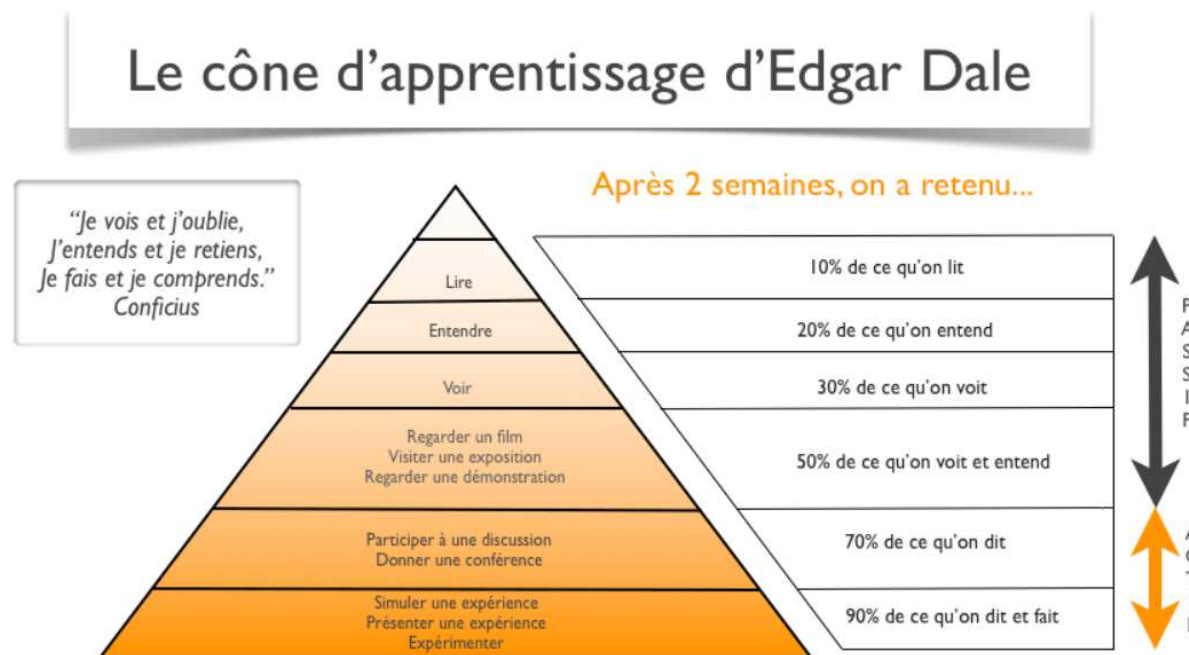 Le cône d'apprentissage d'Edgar Dale
Après 2 semaines, on a retenu...
"Je vois et j'oublie,
J'entends et je retiens,
Je fais et je comprends."
Conficius
Lire
Entendre
Voir
Regarder un film
Visiter une exposition
Regarder une démonstration
Participer à une discussion
Donner une conférence
Simuler une expérience
Présenter une expérience
Expérimenter
10% de ce qu'on lit
20% de ce qu'on entend
30% de ce qu'on voit
50% de ce qu'on voit et entend
70% de ce qu'on dit
90% de ce qu'on dit et fait